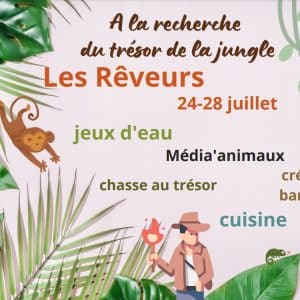 A la recherche
du trésor de la jungle
Les Rêveurs
24-28 juillet
jeux d'eau
Média'animaux
chasse au trésor
cuisine